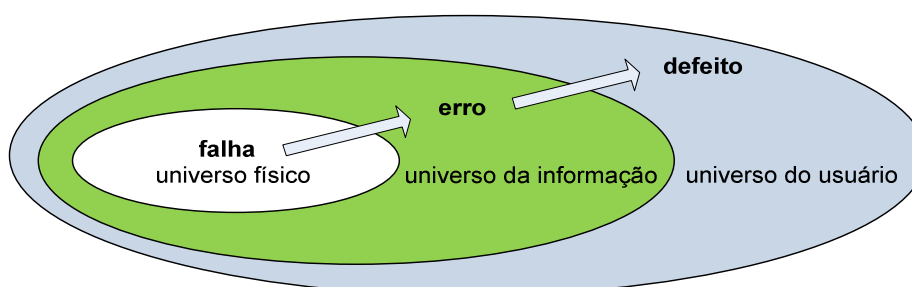 defeito
erro
falha
universo físico
universo da informação
universo do usuário